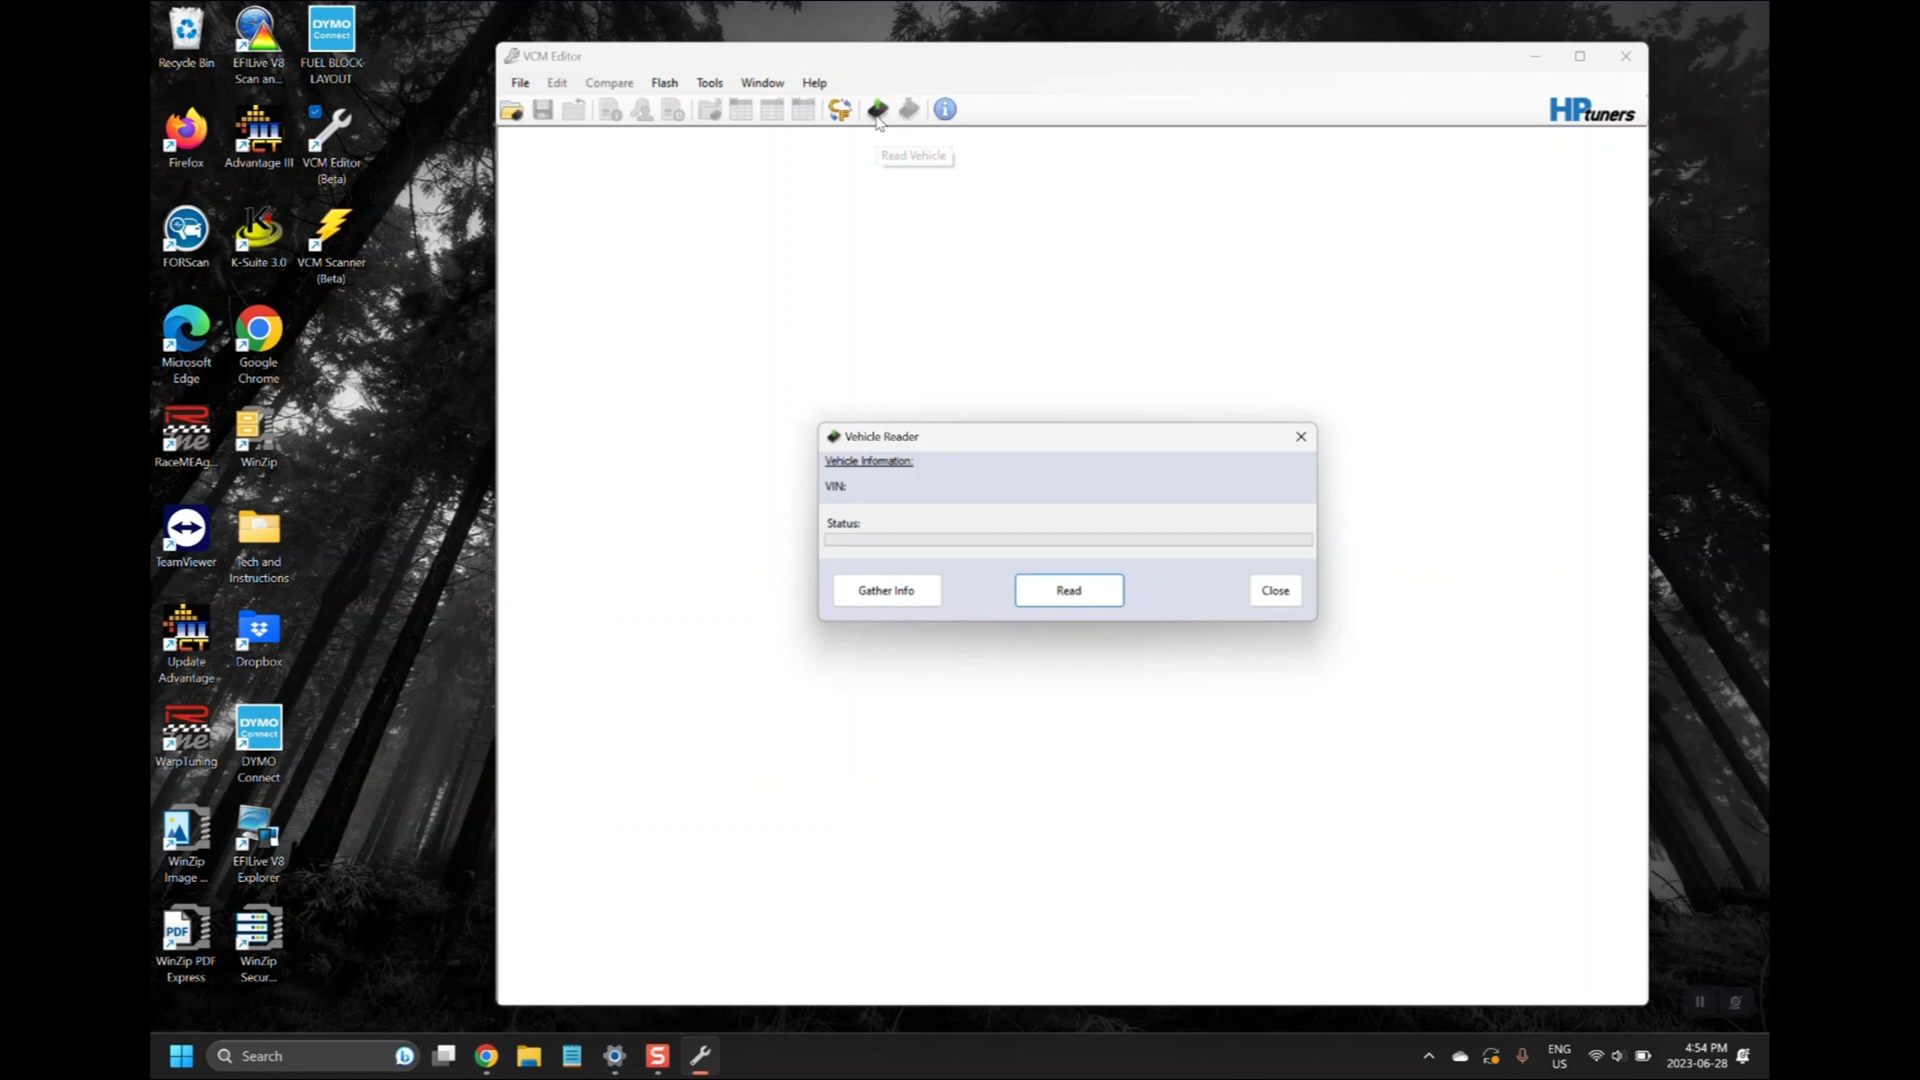 Recycle Bin
EFILive V8
Scan an...
DYMO
Connect
FUEL BLOCK
LAYOUT
Firefox
Advantage III
VCM Editor
(Beta)
FORScan
K-Suite 3.0
VCM Scanner
(Beta)
Microsoft
Edge
Google
Chrome
RaceMEAg...
WinZip
TeamViewer
Tech and
Instructions
Update
Advantage
Dropbox
WarpTuning
DYMO
Connect
DYMO
Connect
WinZip
Image ...
EFILive V8
Explorer
PDF
WinZip PDF
Express
WinZip
Secur...
VCM Editor
File Edit Compare Flash Tools Window Help
HPtuners
Read Vehicle
Vehicle Reader
Vehicle Information:
VIN:
Status:
Gather Info Read Close
Search
ENG
US
4:54 PM
2023-06-28